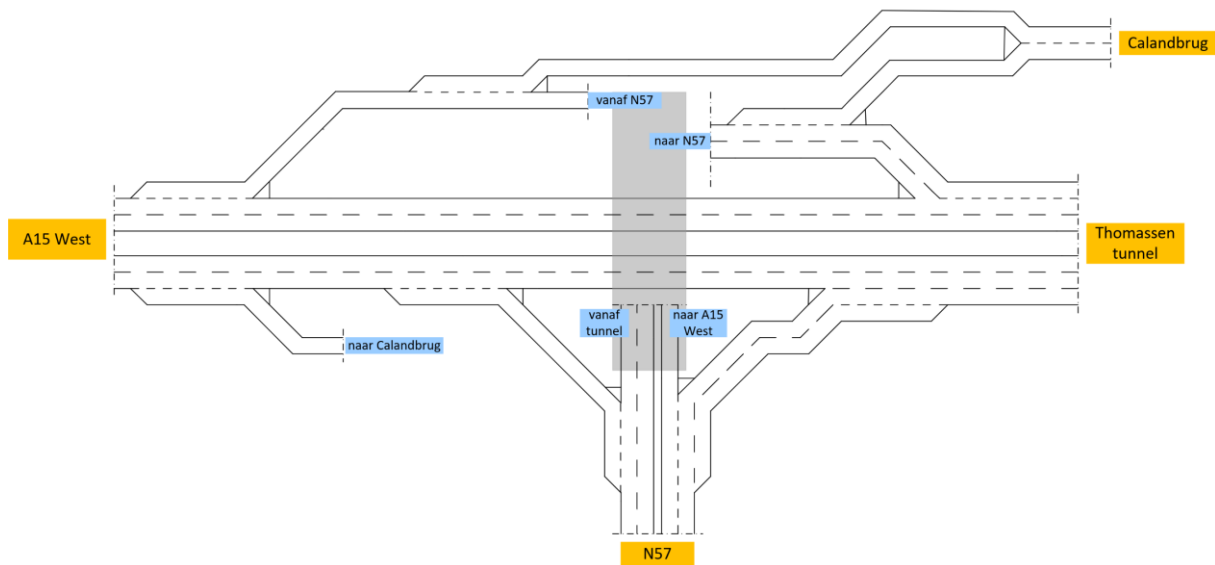 Calandbrug
vanaf N57
naar N57
A15 West
Thomassen
tunnel
vanaf
tunnel
naar A15
West
naar Calandbrug
N57